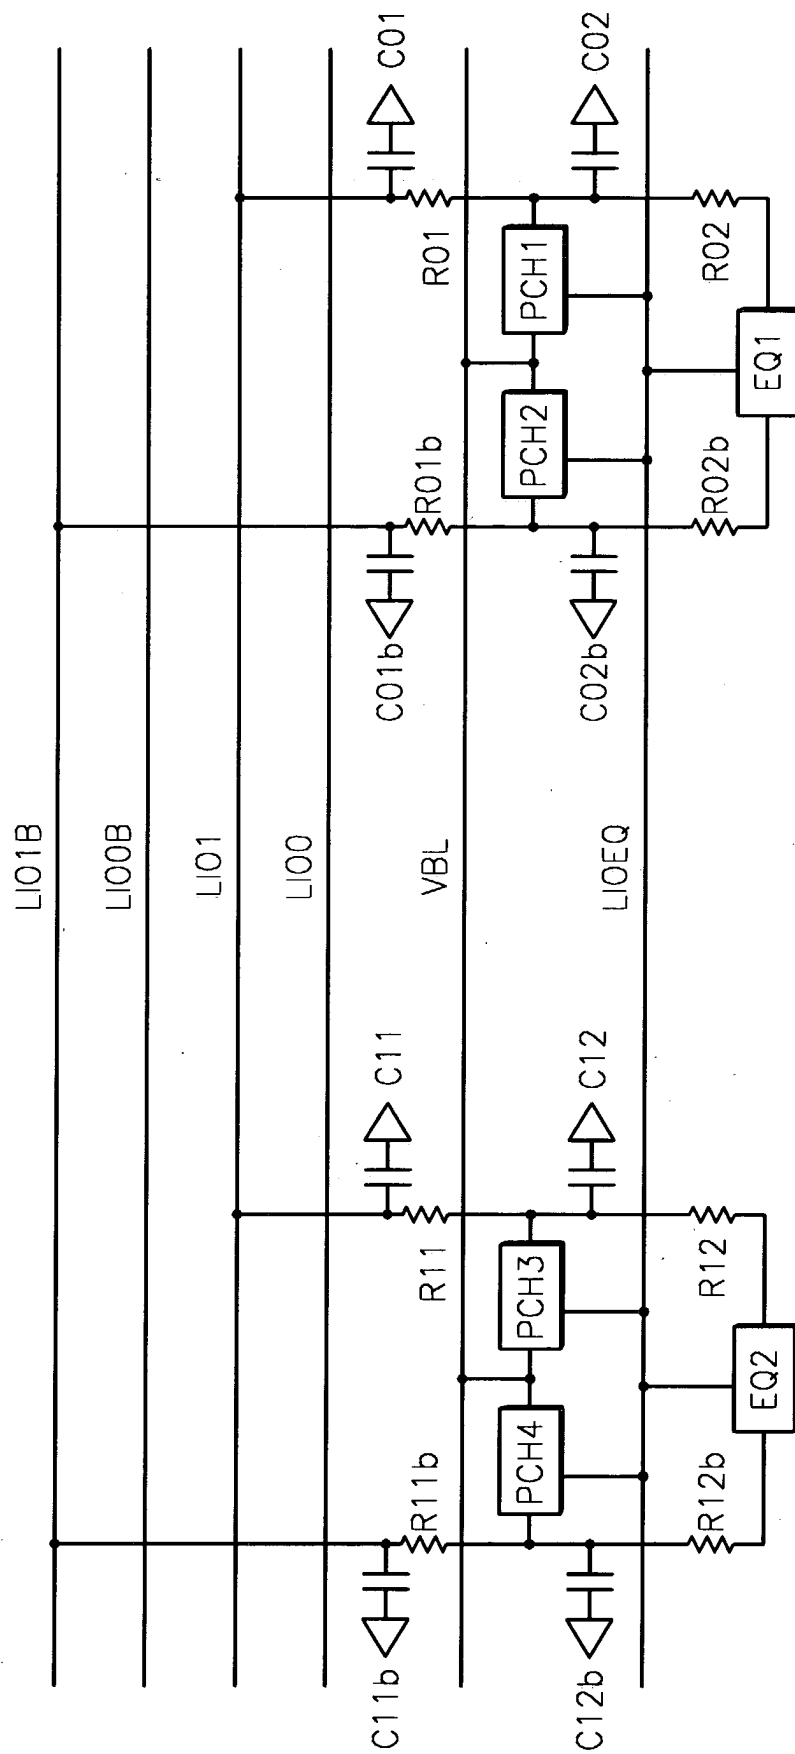 LIO1B
LIO0B
LIO1
LIO0
VBL
LIOEQ
C11b
C11
C01b
C01
R11b
R11
R01b
R01
PCH4
PCH3
PCH2
PCH1
C12b
C12
C02b
C02
R12b
R12
R02b
R02
EQ2
EQ1